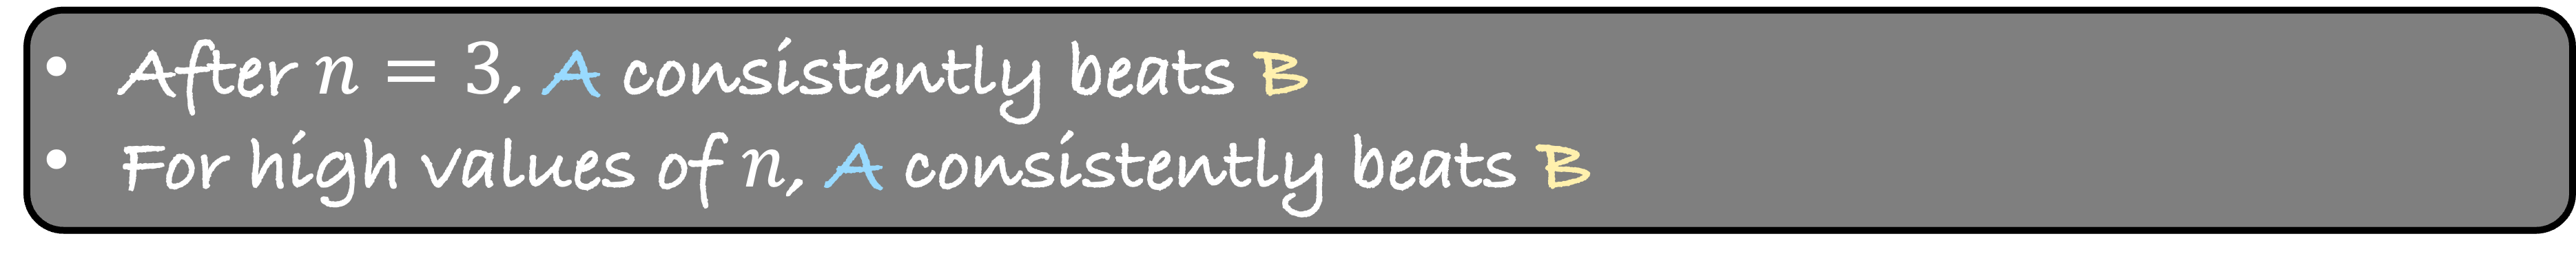 • After n = 3, A consistently beats B
• For high values of n, A consistently beats B